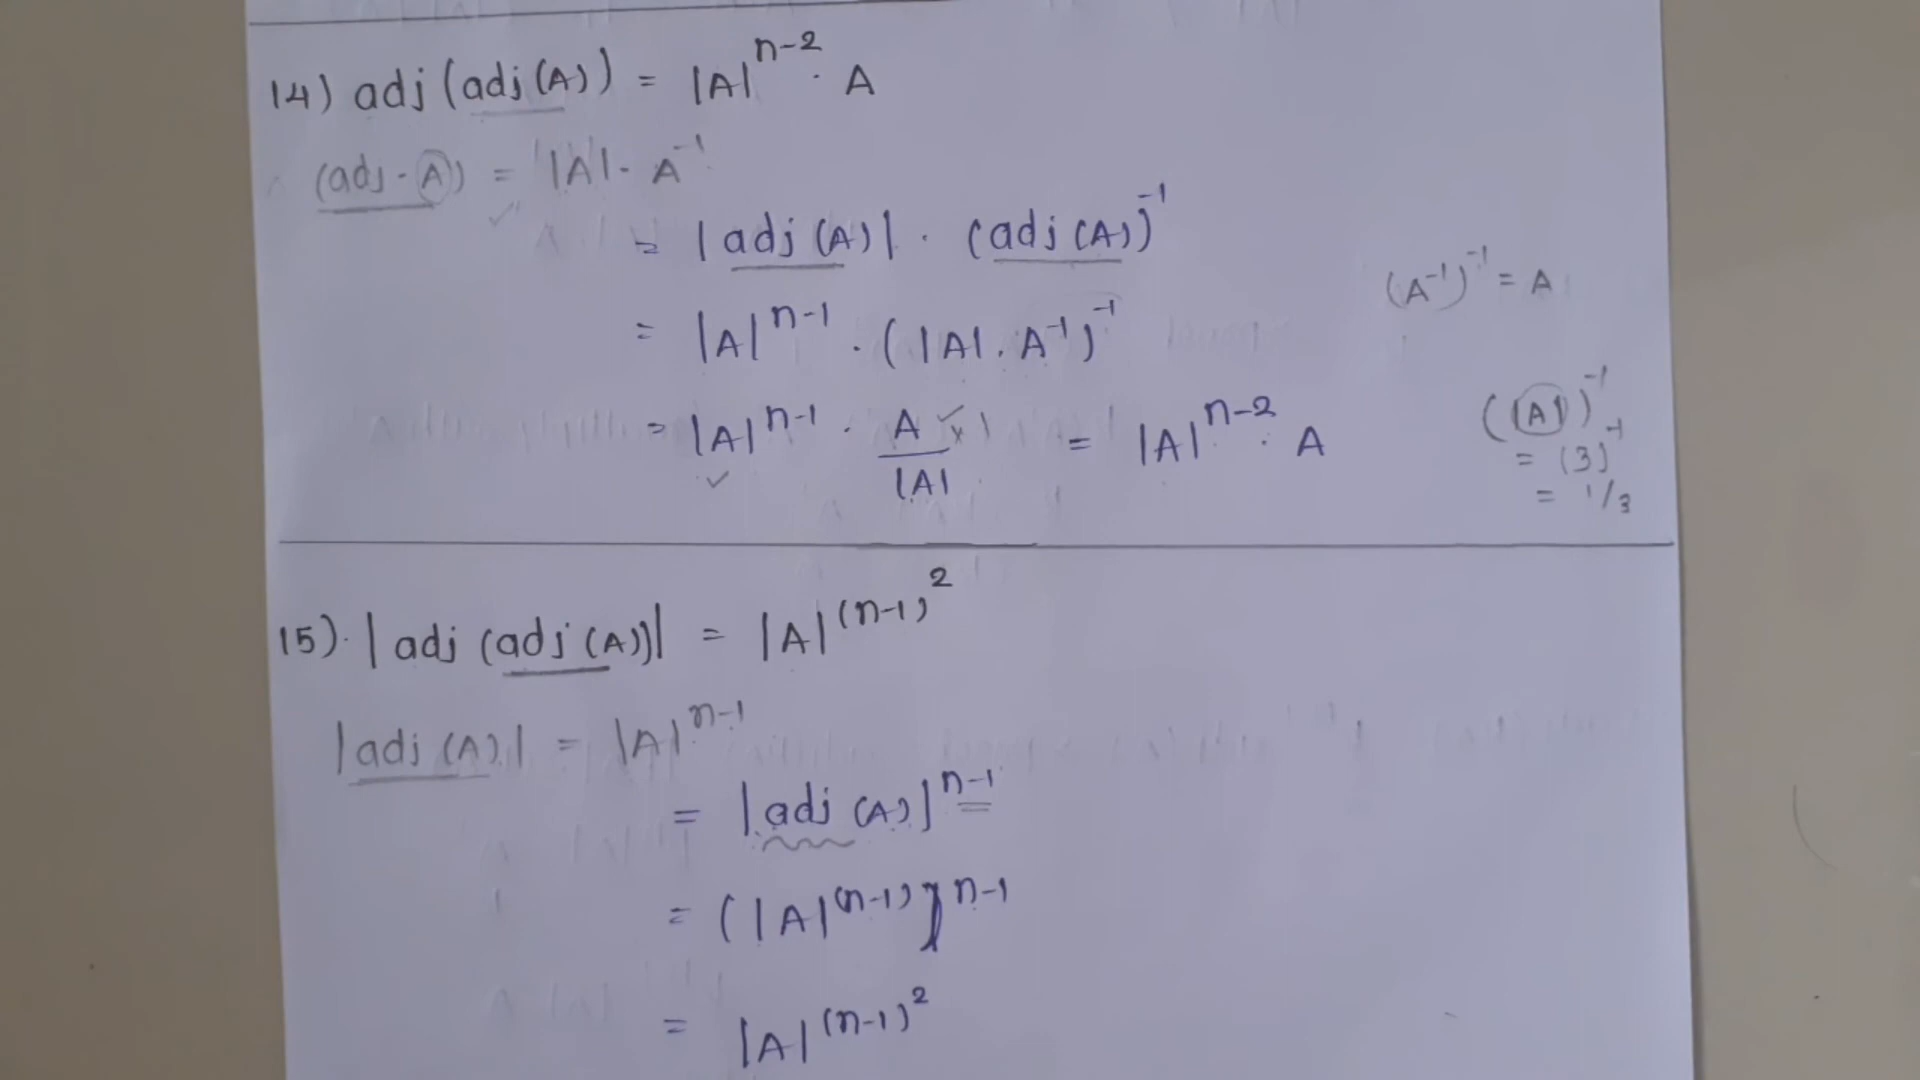 14) adj (adj (A)) = |A|^{n-2} · A
(adj · A) = |A| · A^{-1}
= |adj (A)| · (adj (A))^{-1}
(A^{-1})^{-1} = A
= |A|^{n-1} · (|A| . A^{-1})^{-1}
(|A|)^{-1}
= |A|^{n-1} · A/|A| = |A|^{n-2} · A
= (3)^{-1}
= 1/3
15). |adj (adj (A))| = |A|^{(n-1)^2}
|adj (A)| = |A|^{n-1}
= |adj (A)|^{n-1}
= (|A|^{(n-1)})^{n-1}
= |A|^{(n-1)^2}